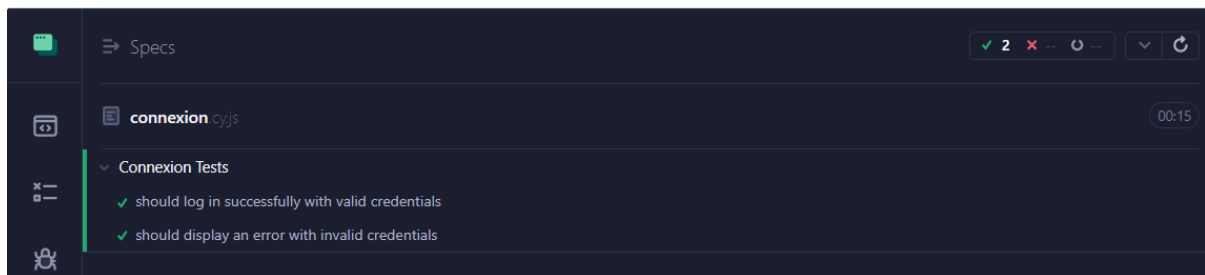 Specs
2 -- --
connexion.cy.js
00:15
Connexion Tests
should log in successfully with valid credentials
should display an error with invalid credentials